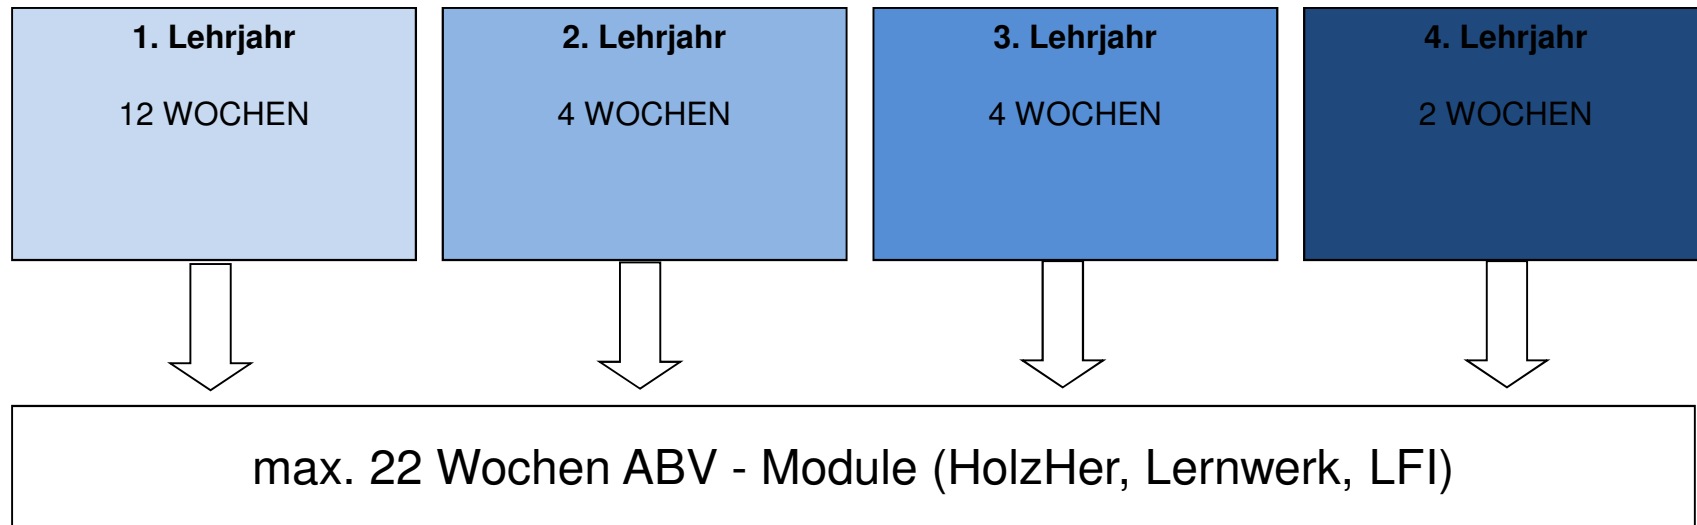 1. Lehrjahr
12 WOCHEN
2. Lehrjahr
4 WOCHEN
3. Lehrjahr
4 WOCHEN
4. Lehrjahr
2 WOCHEN
max. 22 Wochen ABV - Module (HolzHer, Lernwerk, LFI)